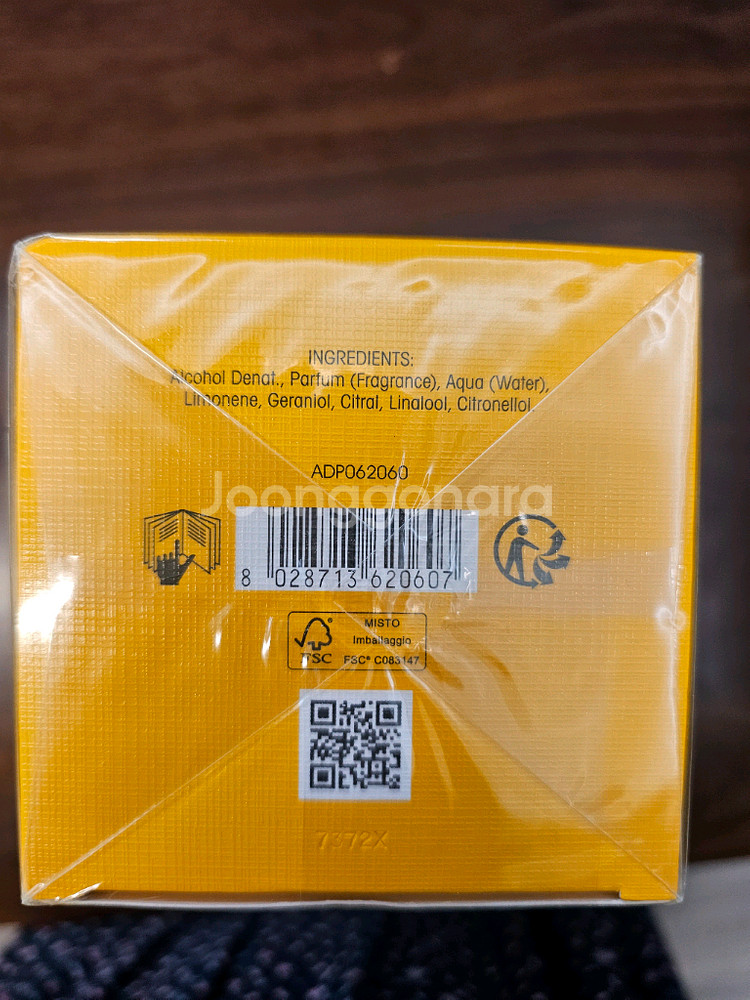 INGREDIENTS:
Alcohol Denat., Parfum (Fragrance), Aqua (Water),
Limonene, Geraniol, Citral, Linalool, Citronellol.
ADP062060
Joonggonara
8 028713 620607
MISTO
Imballaggio
FSC
FSC® C083147
7372X